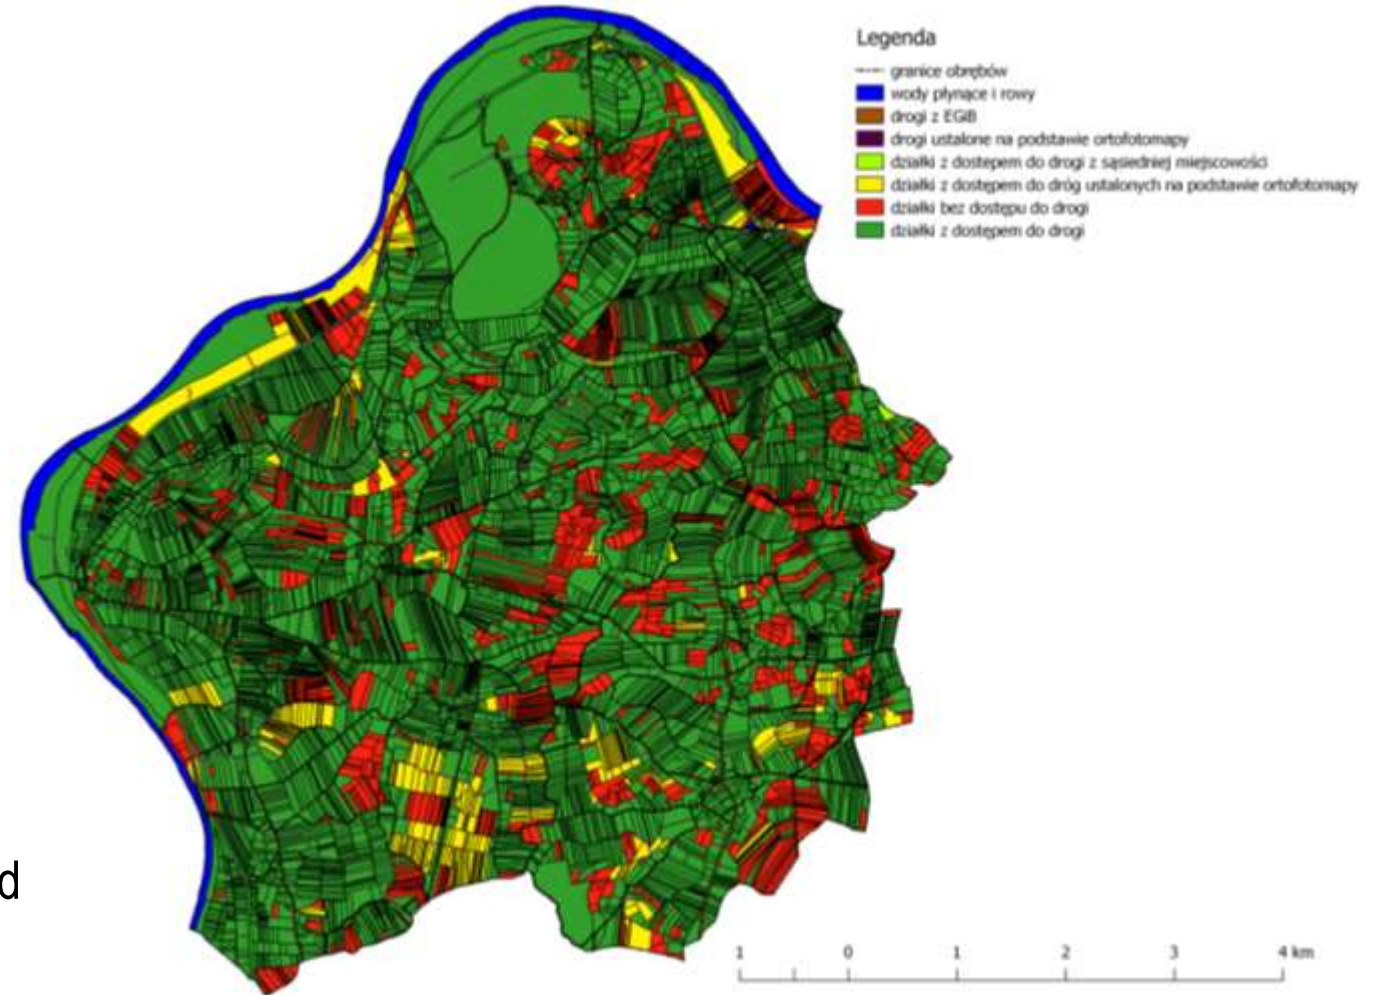 Legenda
granice obrębów
wody płynące i rowy
drogi z EGiB
drogi ustalone na podstawie ortofotomapy
działki z dostępem do drogi z sąsiedniej miejscowości
działki z dostępem do dróg ustalonych na podstawie ortofotomapy
działki bez dostępu do drogi
działki z dostępem do drogi
d
1 0 1 2 3 4 km